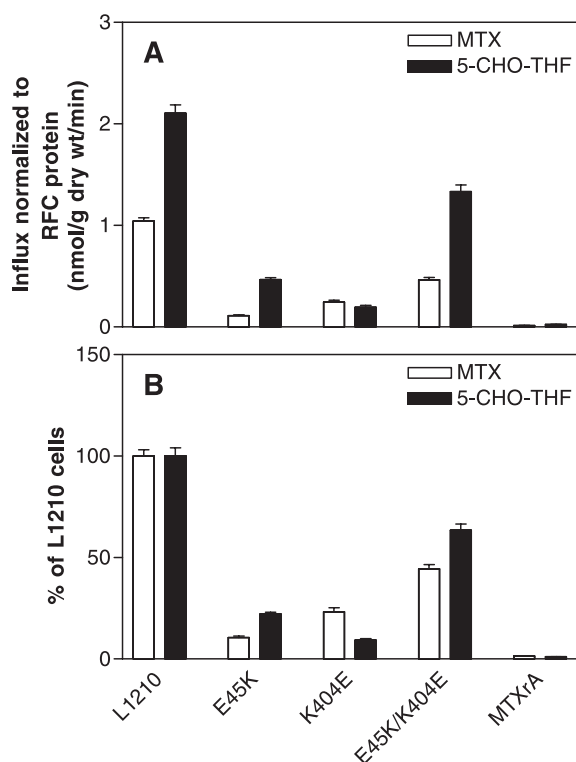 3
A
MTX
5-CHO-THF
2
1
0
Influx normalized to
RFC protein
(nmol/g dry wt/min)
150
B
MTX
5-CHO-THF
100
50
0
% of L1210 cells
L1210
E45K
K404E
E45K/K404E
MTXrA